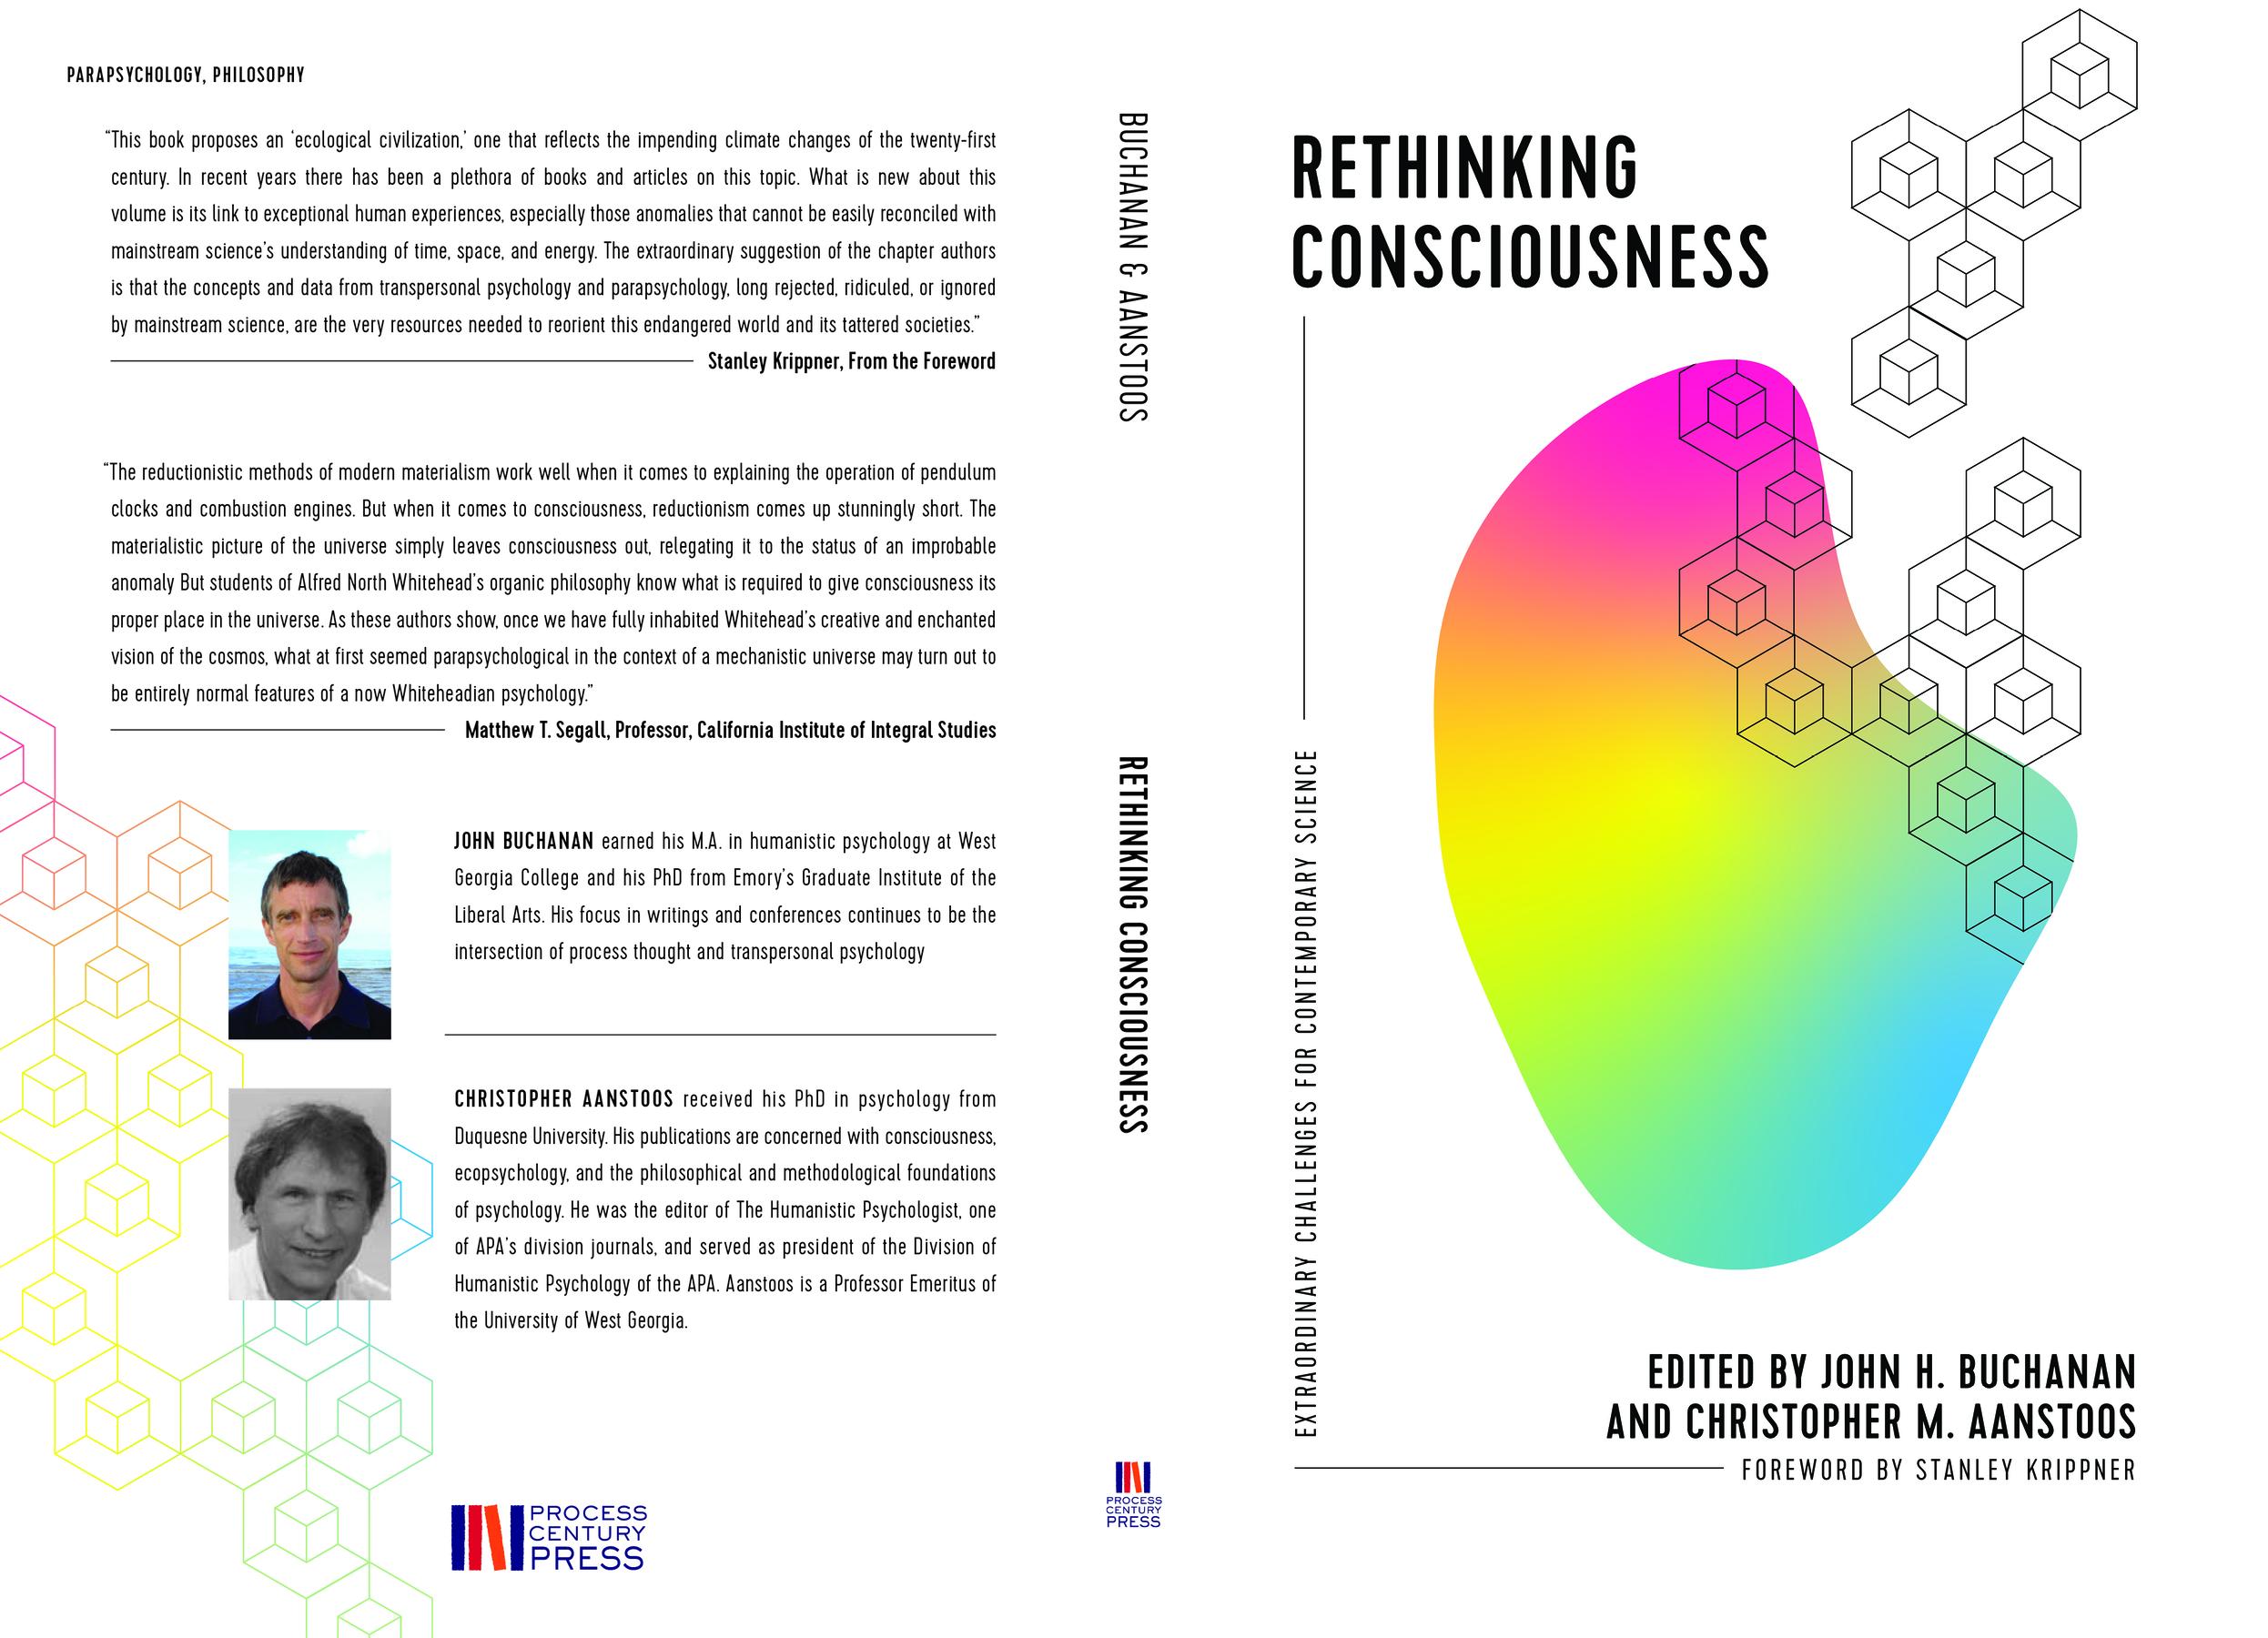 PARAPSYCHOLOGY, PHILOSOPHY
“This book proposes an ‘ecological civilization,’ one that reflects the impending climate changes of the twenty-first
century. In recent years there has been a plethora of books and articles on this topic. What is new about this
volume is its link to exceptional human experiences, especially those anomalies that cannot be easily reconciled with
mainstream science’s understanding of time, space, and energy. The extraordinary suggestion of the chapter authors
is that the concepts and data from transpersonal psychology and parapsychology, long rejected, ridiculed, or ignored
by mainstream science, are the very resources needed to reorient this endangered world and its tattered societies.”
Stanley Krippner, From the Foreword
“The reductionistic methods of modern materialism work well when it comes to explaining the operation of pendulum
clocks and combustion engines. But when it comes to consciousness, reductionism comes up stunningly short. The
materialistic picture of the universe simply leaves consciousness out, relegating it to the status of an improbable
anomaly But students of Alfred North Whitehead’s organic philosophy know what is required to give consciousness its
proper place in the universe. As these authors show, once we have fully inhabited Whitehead’s creative and enchanted
vision of the cosmos, what at first seemed parapsychological in the context of a mechanistic universe may turn out to
be entirely normal features of a now Whiteheadian psychology.”
Matthew T. Segall, Professor, California Institute of Integral Studies
JOHN BUCHANAN earned his M.A. in humanistic psychology at West
Georgia College and his PhD from Emory’s Graduate Institute of the
Liberal Arts. His focus in writings and conferences continues to be the
intersection of process thought and transpersonal psychology
CHRISTOPHER AANSTOOS received his PhD in psychology from
Duquesne University. His publications are concerned with consciousness,
ecopsychology, and the philosophical and methodological foundations
of psychology. He was the editor of The Humanistic Psychologist, one
of APA’s division journals, and served as president of the Division of
Humanistic Psychology of the APA. Aanstoos is a Professor Emeritus of
the University of West Georgia.
PROCESS
CENTURY
PRESS
BUCHANAN & AANSTOOS
RETHINKING CONSCIOUSNESS
PROCESS
CENTURY
PRESS
RETHINKING
CONSCIOUSNESS
EXTRAORDINARY CHALLENGES FOR CONTEMPORARY SCIENCE
EDITED BY JOHN H. BUCHANAN
AND CHRISTOPHER M. AANSTOOS
FOREWORD BY STANLEY KRIPPNER